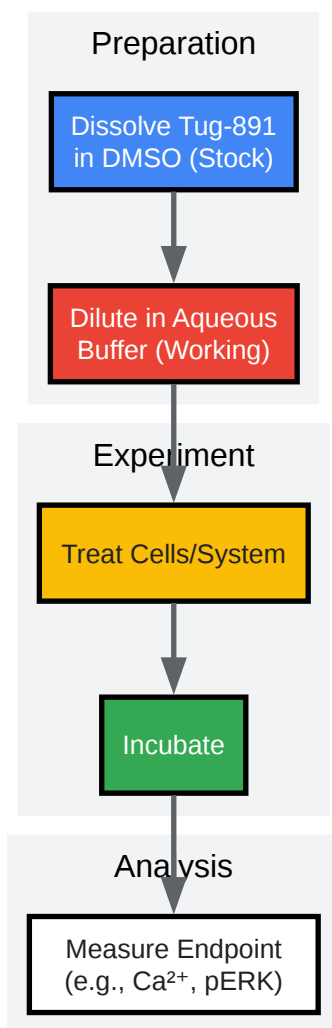 Preparation
Dissolve Tug-891
in DMSO (Stock)
Dilute in Aqueous
Buffer (Working)
Experiment
Treat Cells/System
Incubate
Analysis
Measure Endpoint
(e.g., Ca²⁺, pERK)